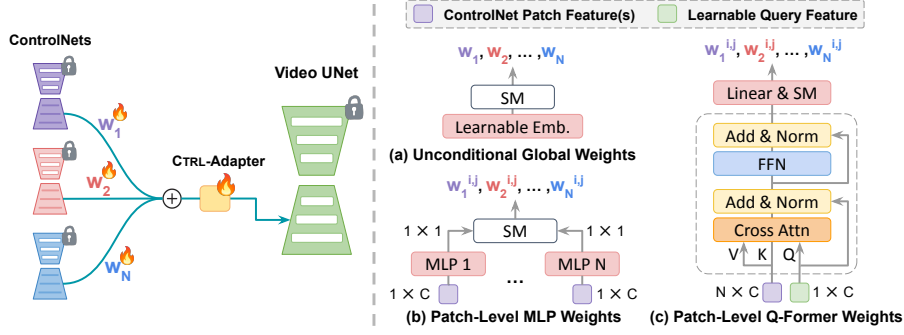 ControlNets
w1
w2
wN
CTRL-Adapter
Video UNet
ControlNet Patch Feature(s)
Learnable Query Feature
w1, w2, ... ,wN
SM
Learnable Emb.
(a) Unconditional Global Weights
w1i,j, w2i,j, ... ,wNi,j
1 × 1
SM
1 × 1
MLP 1
...
MLP N
1 × C
1 × C
(b) Patch-Level MLP Weights
w1i,j, w2i,j, ... ,wNi,j
Linear & SM
Add & Norm
FFN
Add & Norm
Cross Attn
V K Q
N × C
1 × C
(c) Patch-Level Q-Former Weights